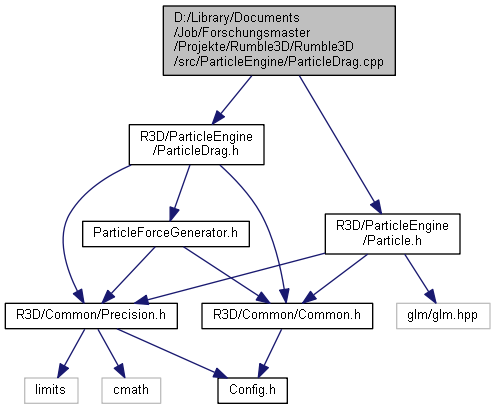 D:/Library/Documents
/Job/Forschungsmaster
/Projekte/Rumble3D/Rumble3D
/src/ParticleEngine/ParticleDrag.cpp
R3D/ParticleEngine
/ParticleDrag.h
ParticleForceGenerator.h
R3D/ParticleEngine
/Particle.h
R3D/Common/Precision.h
R3D/Common/Common.h
glm/glm.hpp
limits
cmath
Config.h